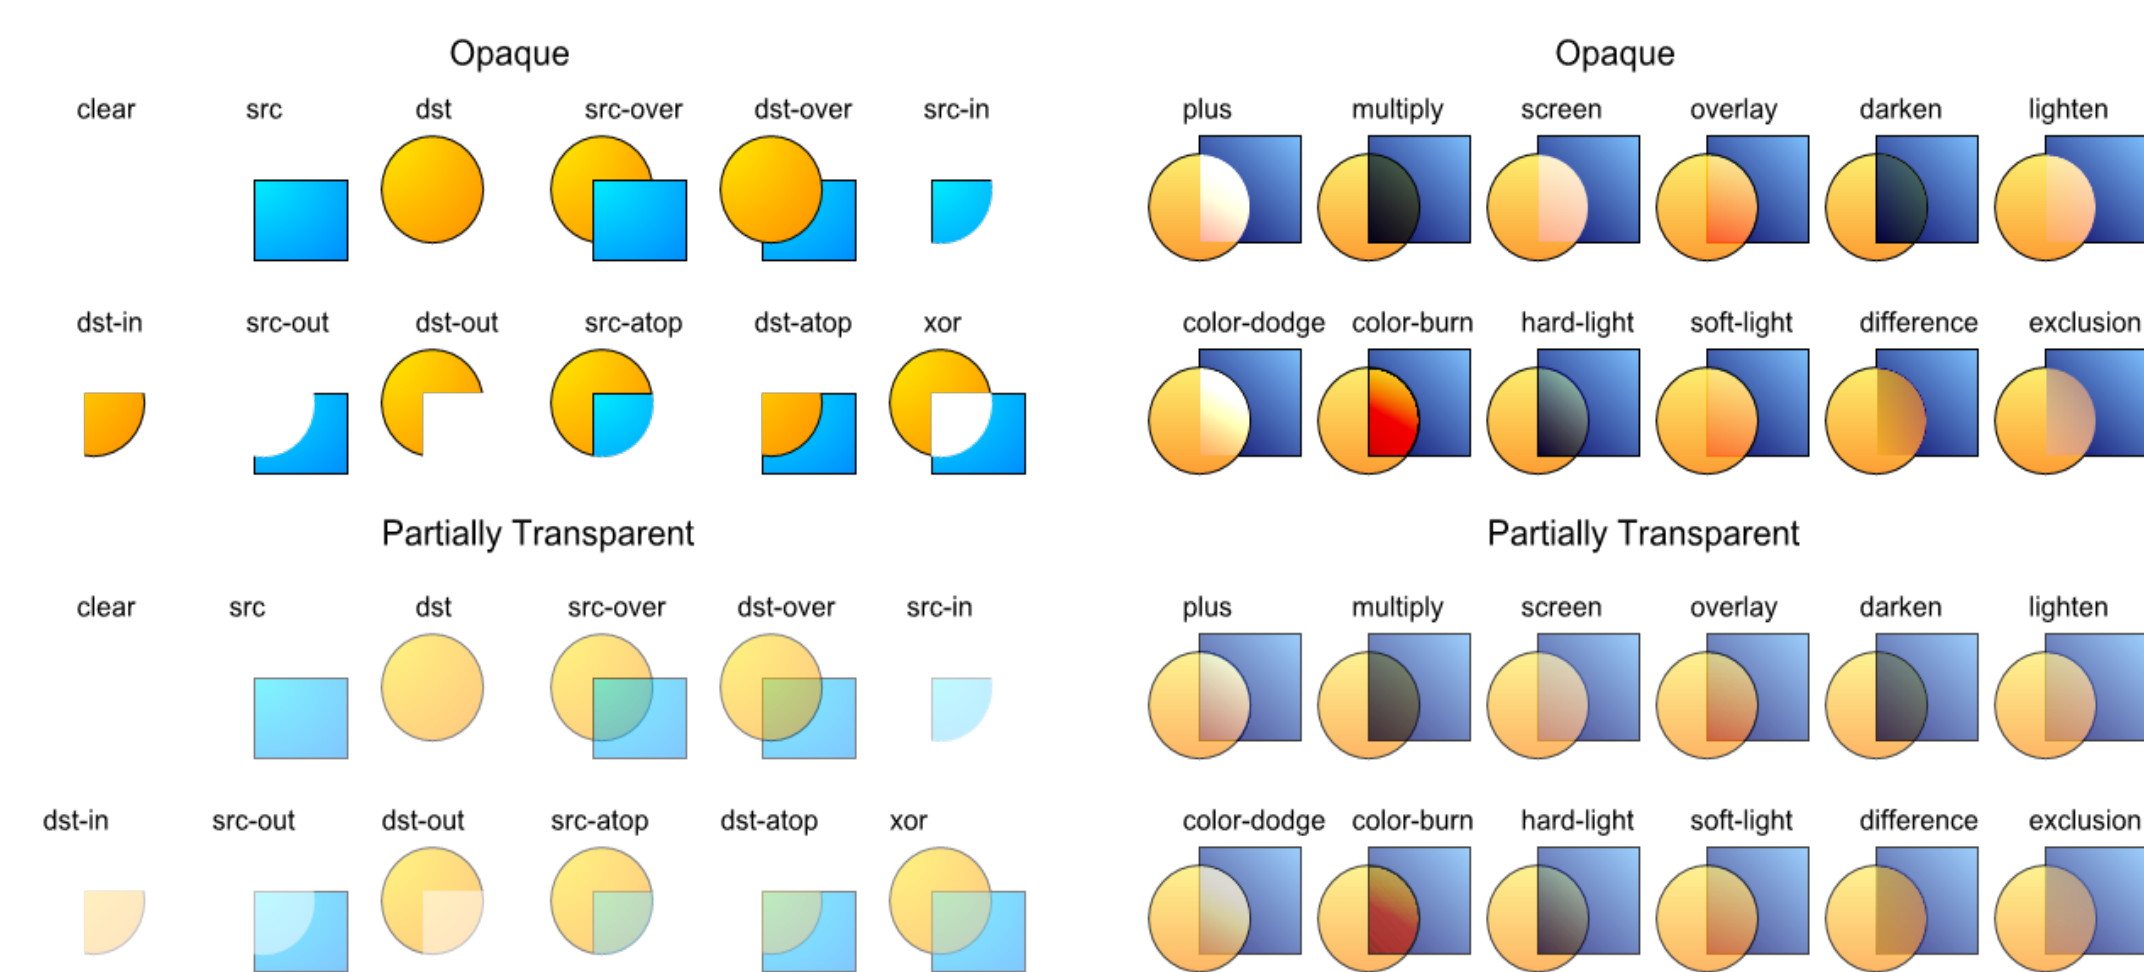 Opaque
clear src dst src-over dst-over src-in
dst-in src-out dst-out src-atop dst-atop xor
Partially Transparent
clear src dst src-over dst-over src-in
dst-in src-out dst-out src-atop dst-atop xor
Opaque
plus multiply screen overlay darken lighten
color-dodge color-burn hard-light soft-light difference exclusion
Partially Transparent
plus multiply screen overlay darken lighten
color-dodge color-burn hard-light soft-light difference exclusion